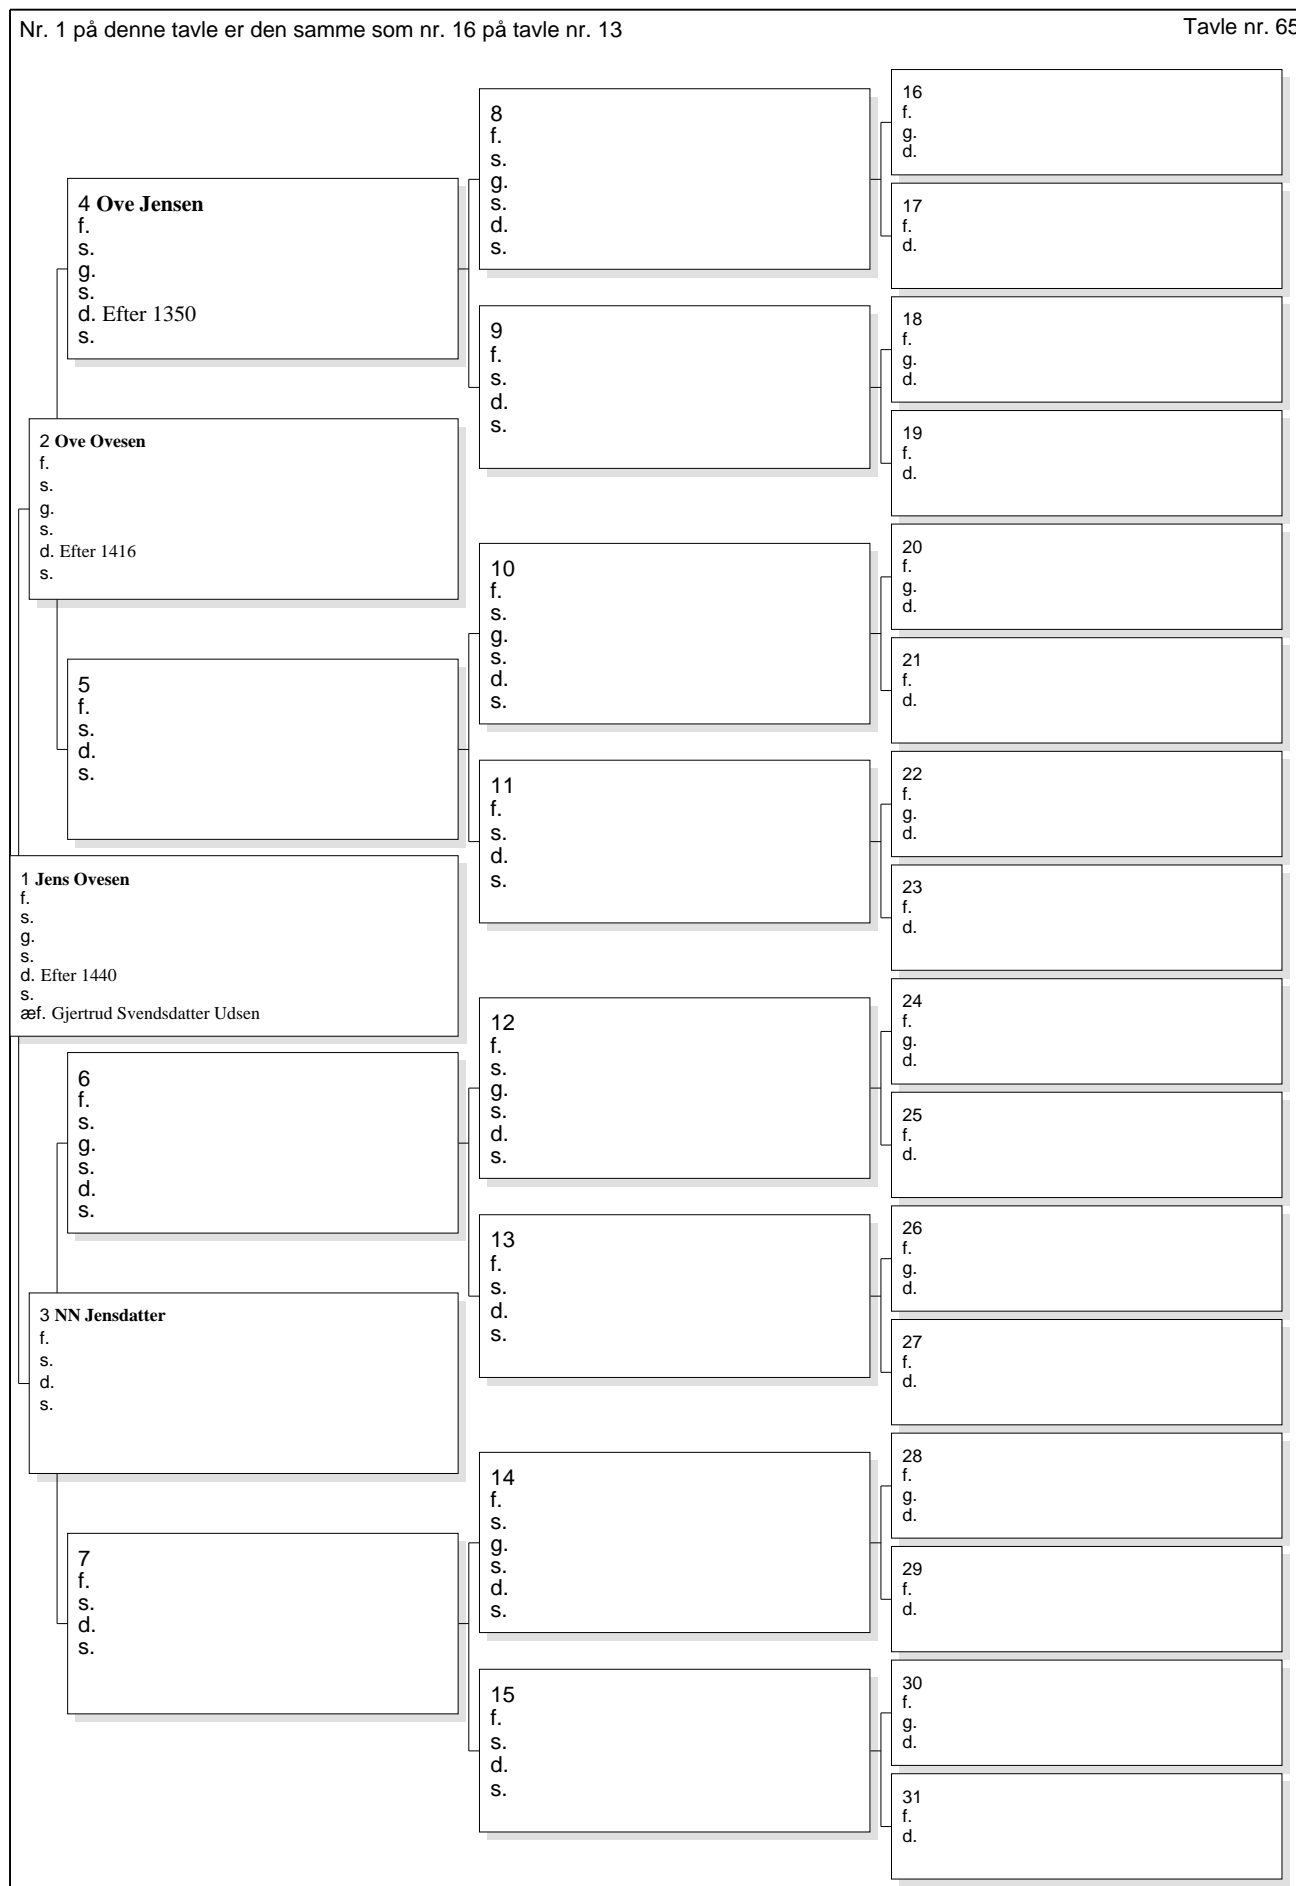 Nr. 1 på denne tavle er den samme som nr. 16 på tavle nr. 13
Tavle nr. 65
4 Ove Jensen
f.
s.
g.
s.
d. Efter 1350
s.
2 Ove Ovesen
f.
s.
g.
s.
d. Efter 1416
s.
5
f.
s.
d.
s.
1 Jens Ovesen
f.
s.
g.
s.
d. Efter 1440
s.
æf. Gjertrud Svendsdatter Udsen
6
f.
s.
g.
s.
d.
s.
3 NN Jensdatter
f.
s.
d.
s.
7
f.
s.
d.
s.
8
f.
s.
g.
s.
d.
s.
9
f.
s.
d.
s.
10
f.
s.
g.
s.
d.
s.
11
f.
s.
d.
s.
12
f.
s.
g.
s.
d.
s.
13
f.
s.
d.
s.
14
f.
s.
g.
s.
d.
s.
15
f.
s.
d.
s.
16
f.
g.
d.
17
f.
d.
18
f.
g.
d.
19
f.
d.
20
f.
g.
d.
21
f.
d.
22
f.
g.
d.
23
f.
d.
24
f.
g.
d.
25
f.
d.
26
f.
g.
d.
27
f.
d.
28
f.
g.
d.
29
f.
d.
30
f.
g.
d.
31
f.
d.